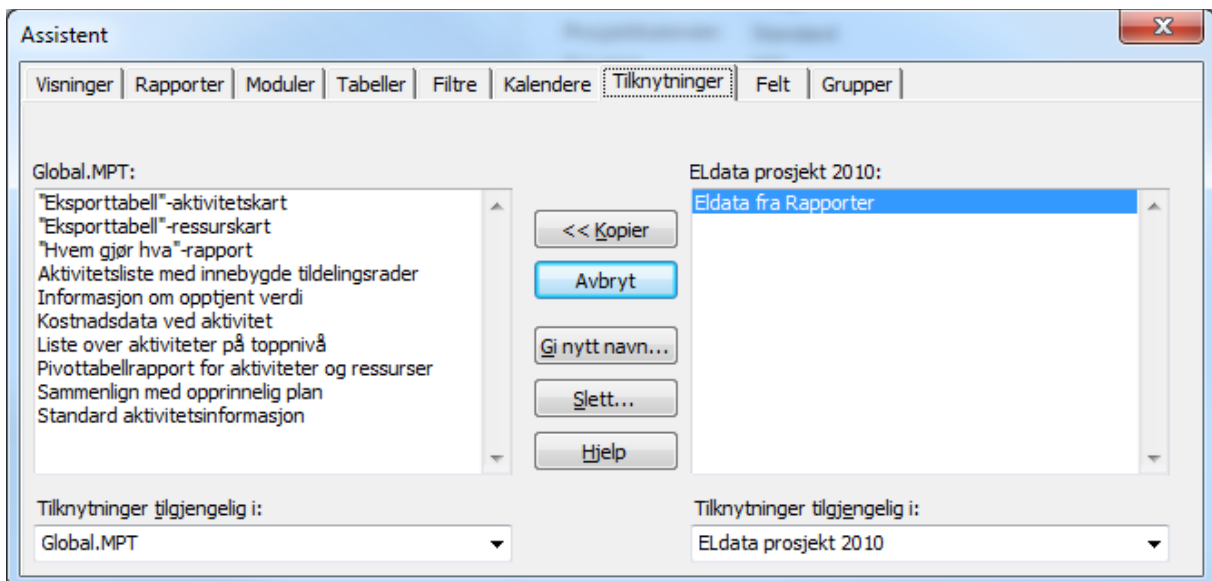 Assistent
Visninger Rapporter Moduler Tabeller Filtre Kalendere Tilknytninger Felt Grupper
Global.MPT:
"Eksporttabell"-aktivitetskart
"Eksporttabell"-ressurskart
"Hvem gjør hva"-rapport
Aktivitetsliste med innebygde tildelingsrader
Informasjon om opptjent verdi
Kostnadsdata ved aktivitet
Liste over aktiviteter på toppnivå
Pivottabellrapport for aktiviteter og ressurser
Sammenlign med opprinnelig plan
Standard aktivitetsinformasjon
<< Kopier
Avbryt
Gi nytt navn...
Slett...
Hjelp
ELdata prosjekt 2010:
Eldata fra Rapporter
Tilknytninger tilgjengelig i:
Global.MPT
Tilknytninger tilgjengelig i:
ELdata prosjekt 2010